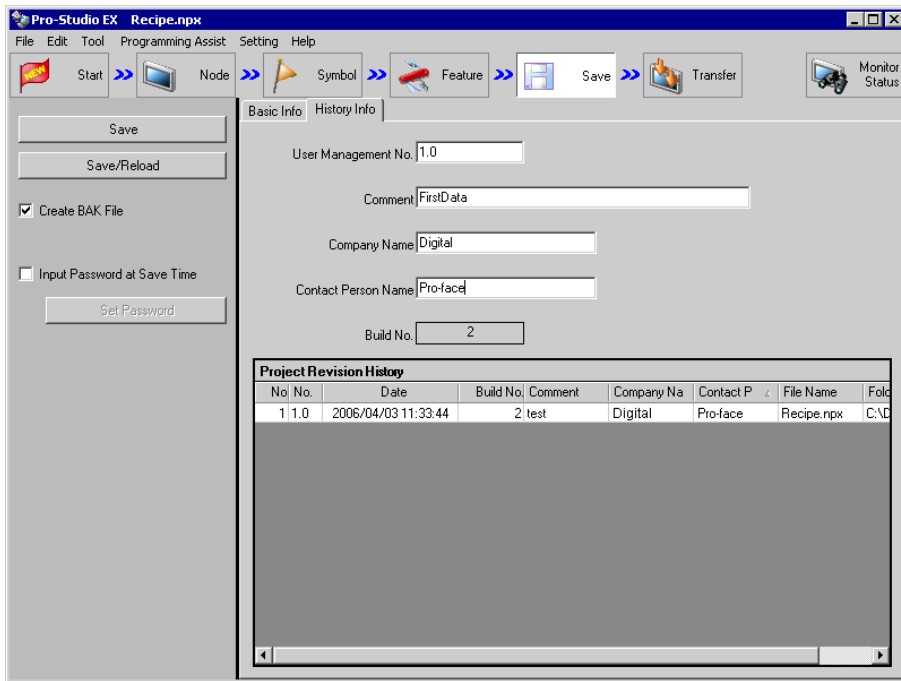 Pro-Studio EX Recipe.npx
File Edit Tool Programming Assist Setting Help
NEW Start Node Symbol Feature Save Transfer Monitor Status
Basic Info History Info
Save
Save/Reload
Create BAK File
Input Password at Save Time
Set Password
User Management No. 1.0
Comment FirstData
Company Name Digital
Contact Person Name Pro-face
Build No. 2
Project Revision History
No No. Date Build No. Comment Company Na Contact P File Name Fold
1 1.0 2006/04/03 11:33:44 2 test Digital Pro-face Recipe.npx C:\D